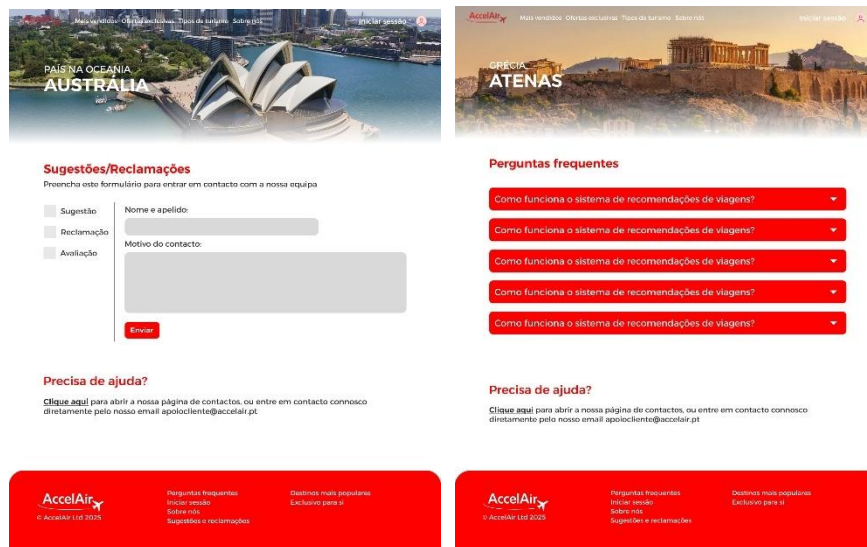 AccelAir
Mais vendidos Ofertas exclusivas Tipos de turismo Sobre nós
Iniciar sessão
PAÍS NA OCEANIA
AUSTRÁLIA
Sugestões/Reclamações
Preencha este formulário para entrar em contacto com a nossa equipa
Sugestão
Reclamação
Avaliação
Nome e apelido:
Motivo do contacto:
Enviar
Precisa de ajuda?
Clique aqui para abrir a nossa página de contactos, ou entre em contacto connosco
diretamente pelo nosso email apoiocliente@accelair.pt
AccelAir
© AccelAir Ltd 2025
Perguntas frequentes
Iniciar sessão
Sobre nós
Sugestões e reclamações
Destinos mais populares
Exclusivo para si
AccelAir
Mais vendidos Ofertas exclusivas Tipos de turismo Sobre nós
Iniciar sessão
GRÉCIA
ATENAS
Perguntas frequentes
Como funciona o sistema de recomendações de viagens?
Como funciona o sistema de recomendações de viagens?
Como funciona o sistema de recomendações de viagens?
Como funciona o sistema de recomendações de viagens?
Como funciona o sistema de recomendações de viagens?
Precisa de ajuda?
Clique aqui para abrir a nossa página de contactos, ou entre em contacto connosco
diretamente pelo nosso email apoiocliente@accelair.pt
AccelAir
© AccelAir Ltd 2025
Perguntas frequentes
Iniciar sessão
Sobre nós
Sugestões e reclamações
Destinos mais populares
Exclusivo para si